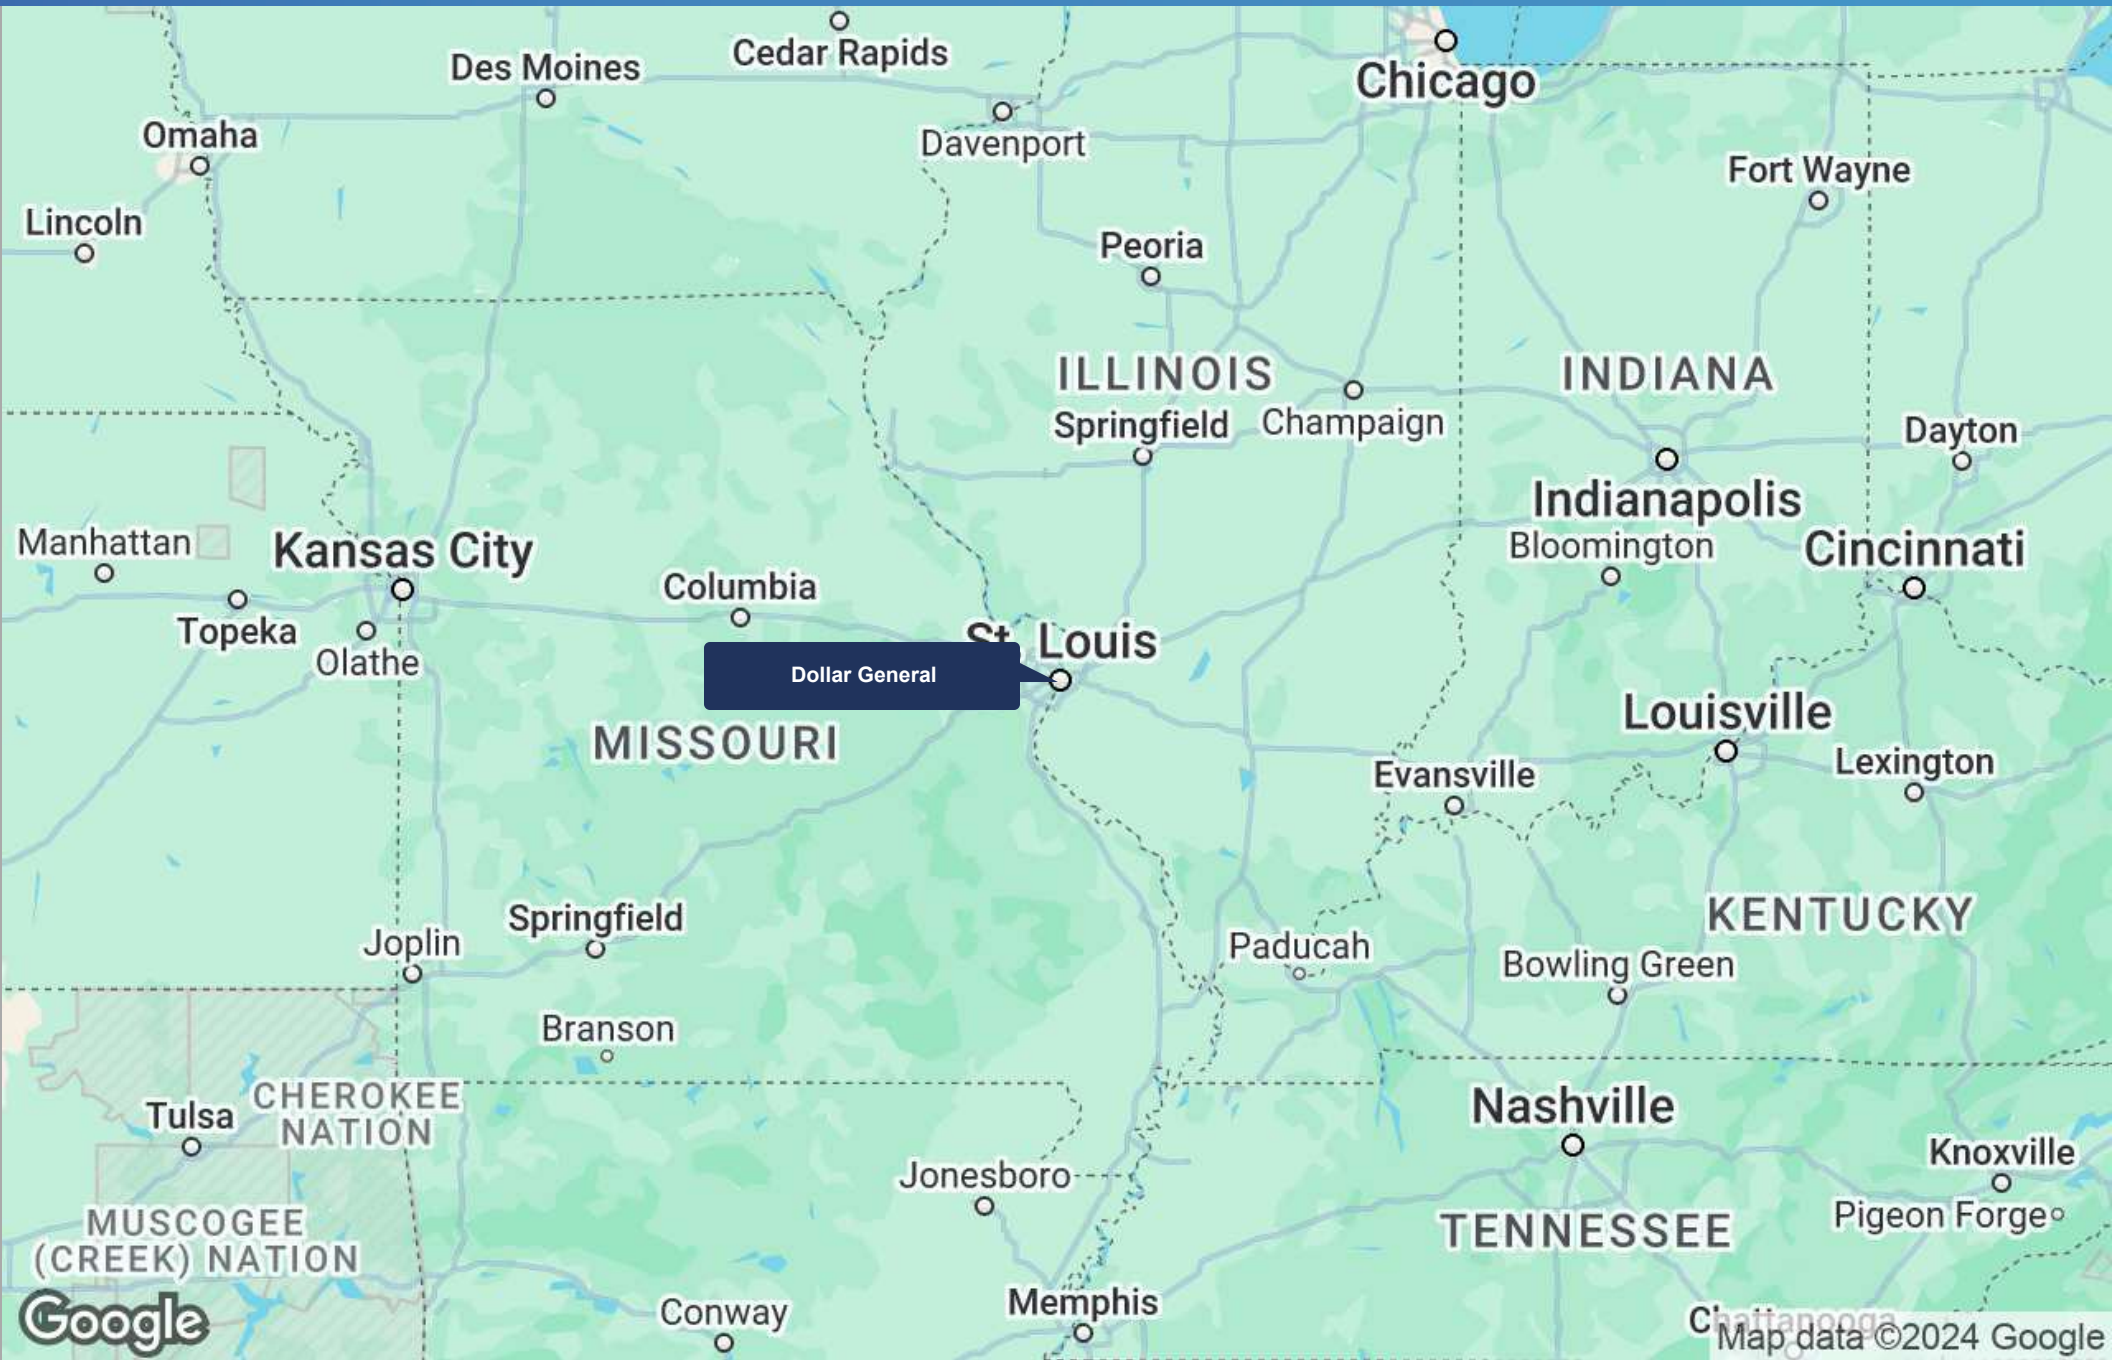 Cedar Rapids
Des Moines
Chicago
Omaha
Davenport
Fort Wayne
Lincoln
Peoria
ILLINOIS
INDIANA
Springfield
Champaign
Dayton
Indianapolis
Manhattan
Kansas City
Bloomington
Cincinnati
Columbia
Topeka
St. Louis
Olathe
Dollar General
Louisville
MISSOURI
Lexington
Evansville
Springfield
KENTUCKY
Joplin
Paducah
Bowling Green
Branson
CHEROKEE
NATION
Tulsa
Nashville
Knoxville
Jonesboro
Pigeon Forge
MUSCOGEE
(CREEK) NATION
TENNESSEE
Memphis
Conway
Google
Chattanooga
Map data ©2024 Google